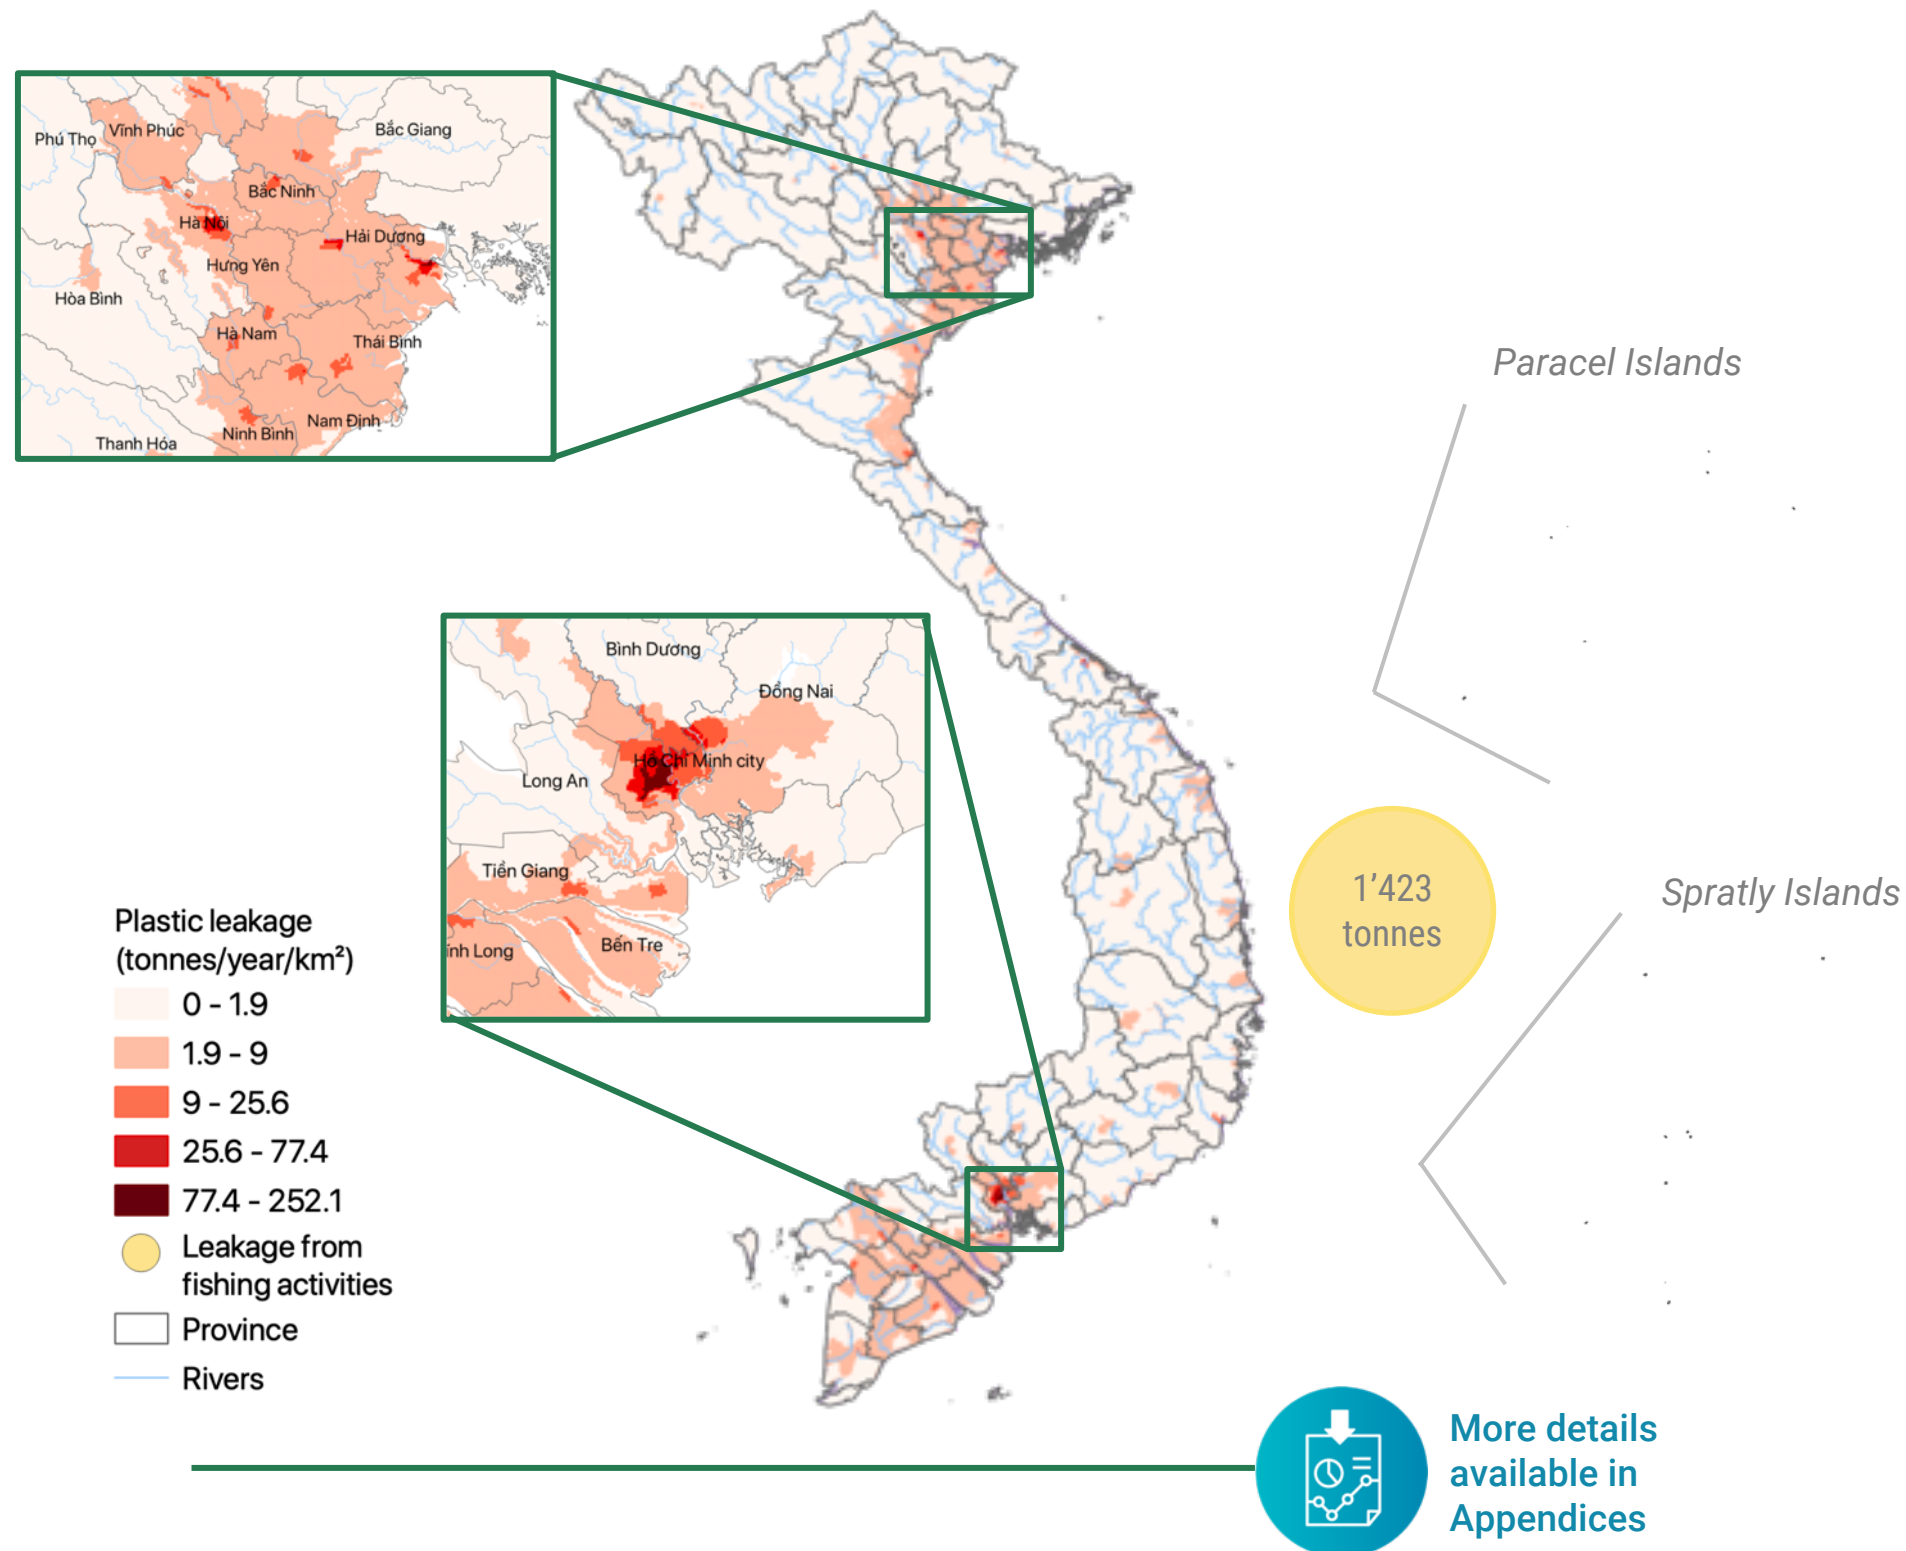 Phú Thọ
Vĩnh Phúc
Bắc Giang
Bắc Ninh
Hà Nội
Hải Dương
Hưng Yên
Hòa Bình
Hà Nam
Thái Bình
Nam Định
Ninh Bình
Thanh Hóa
Paracel Islands
Bình Dương
Đồng Nai
Hồ Chí Minh city
Long An
Tiền Giang
Bến Tre
ính Long
1’423
tonnes
Spratly Islands
Plastic leakage
(tonnes/year/km²)
0 - 1.9
1.9 - 9
9 - 25.6
25.6 - 77.4
77.4 - 252.1
Leakage from
fishing activities
Province
Rivers
More details
available in
Appendices